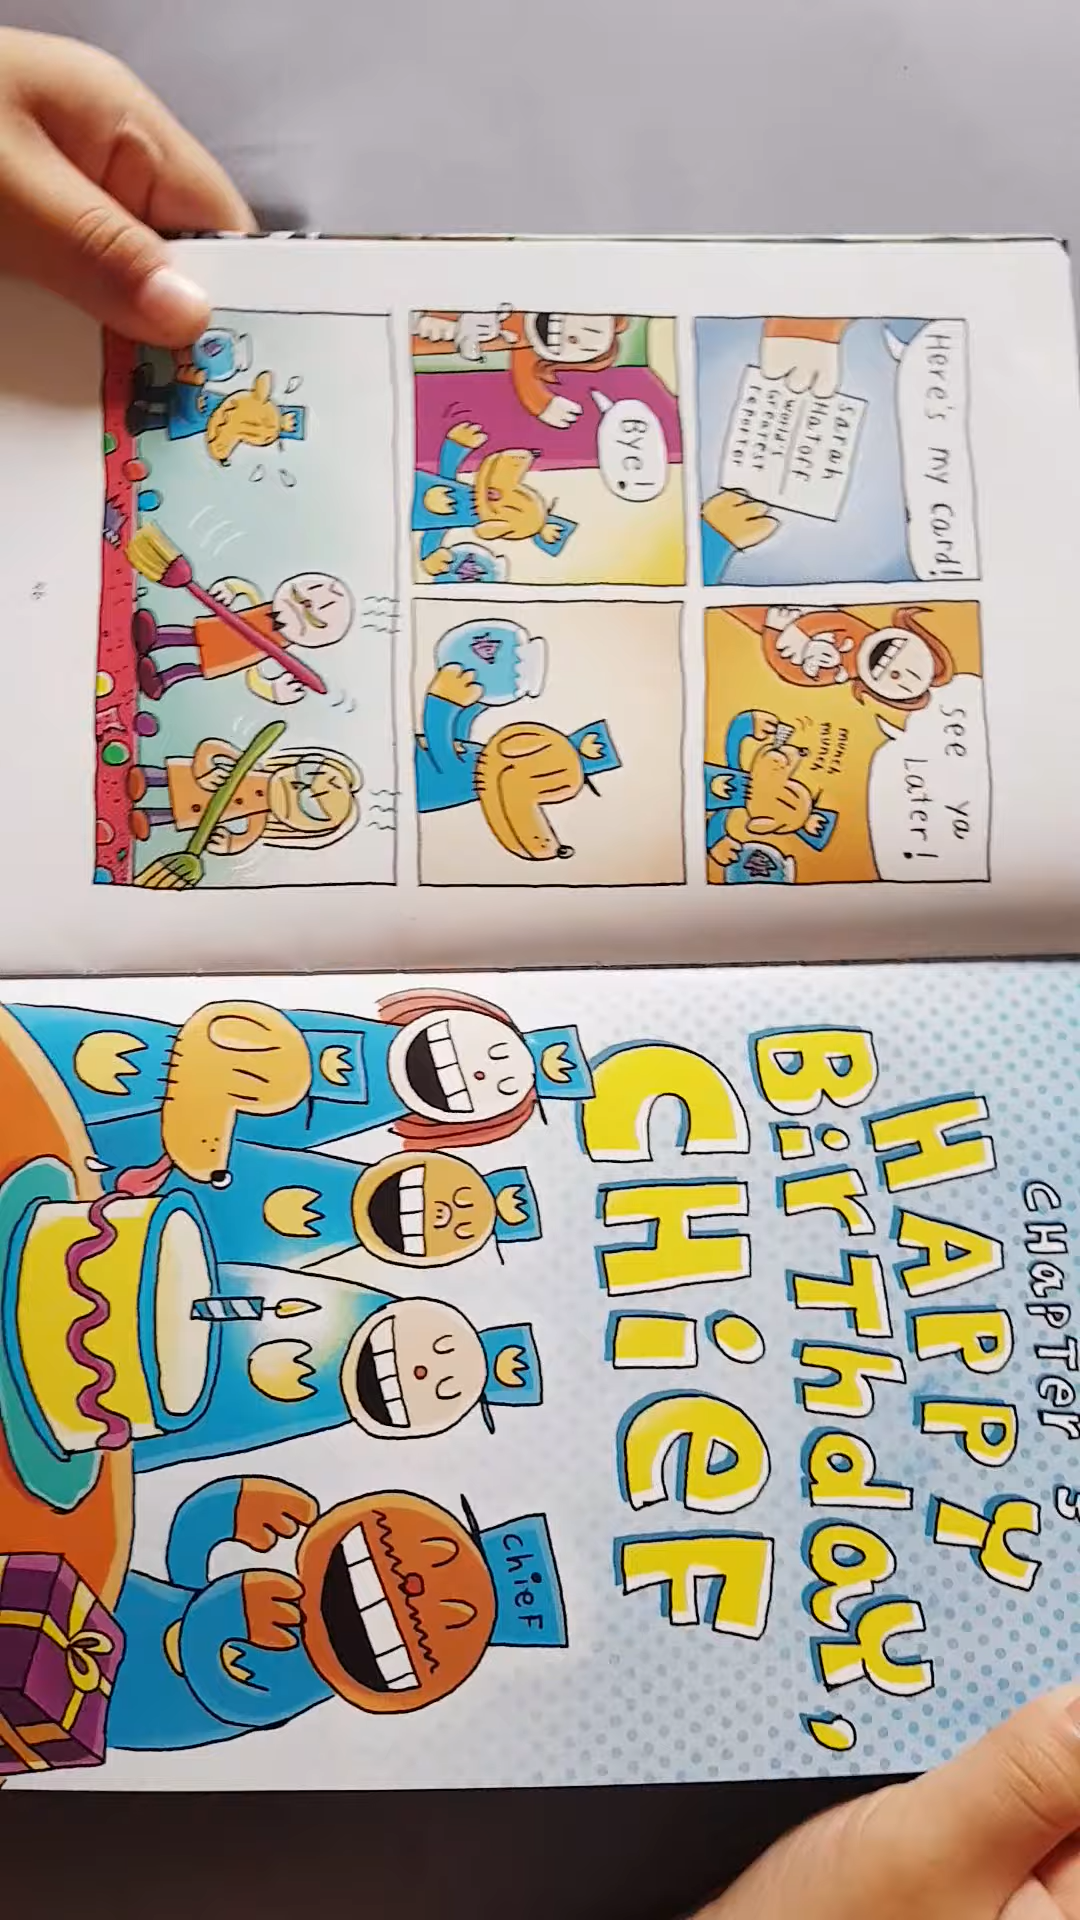 Here's my card!
Sarah
Hatoff
World's
Greatest
reporter
See ya
Later!
munch
munch
Bye!
CHaPTer 3
HAPPY
BirThday,
CHieF
chieF